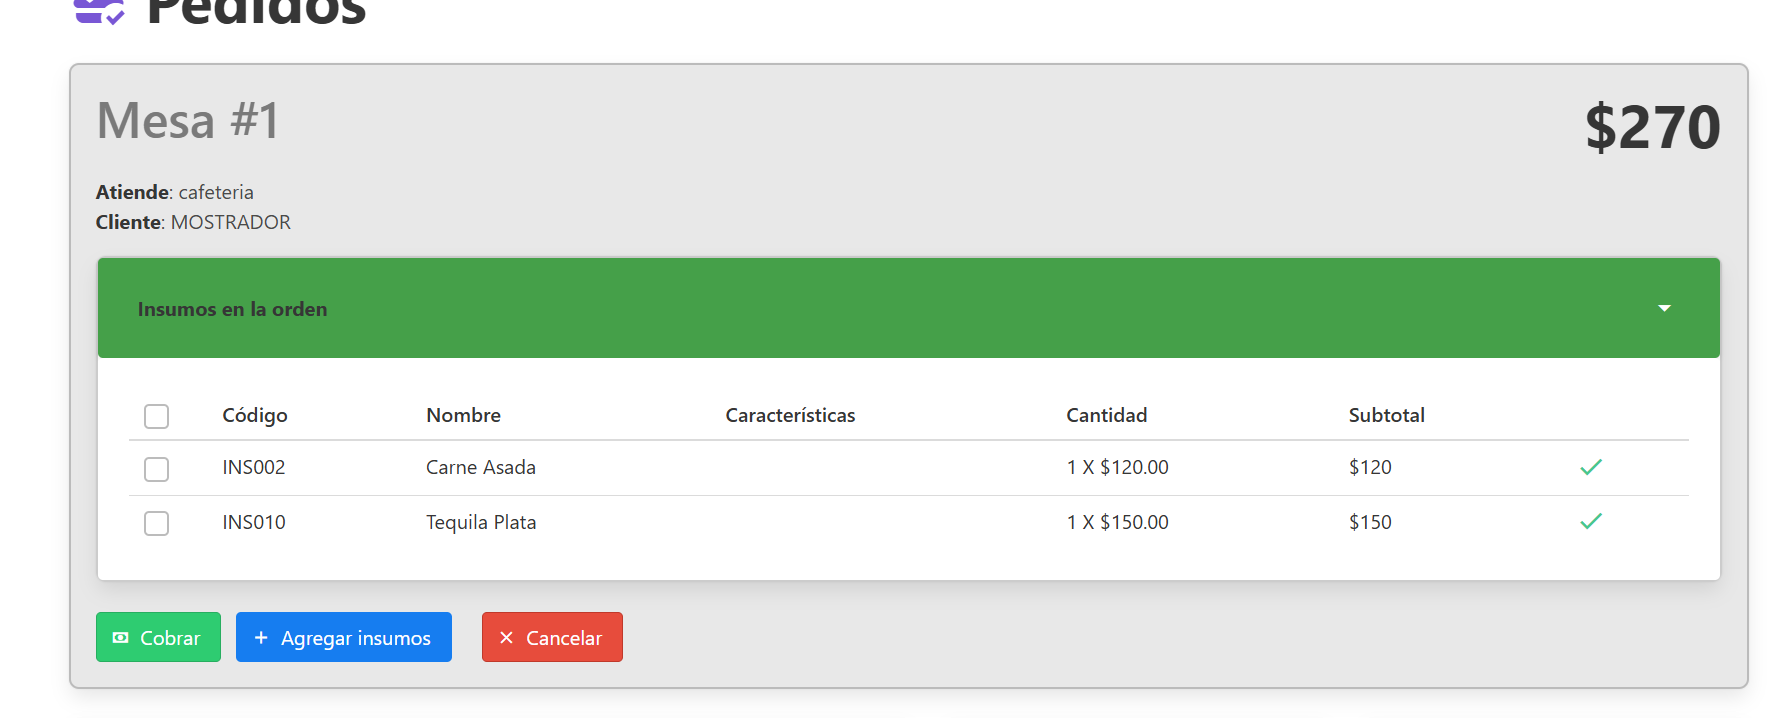 Pedidos
Mesa #1
$270
Atiende: cafeteria
Cliente: MOSTRADOR
Insumos en la orden
Código Nombre Características Cantidad Subtotal
INS002 Carne Asada 1 X $120.00 $120
INS010 Tequila Plata 1 X $150.00 $150
Cobrar + Agregar insumos × Cancelar